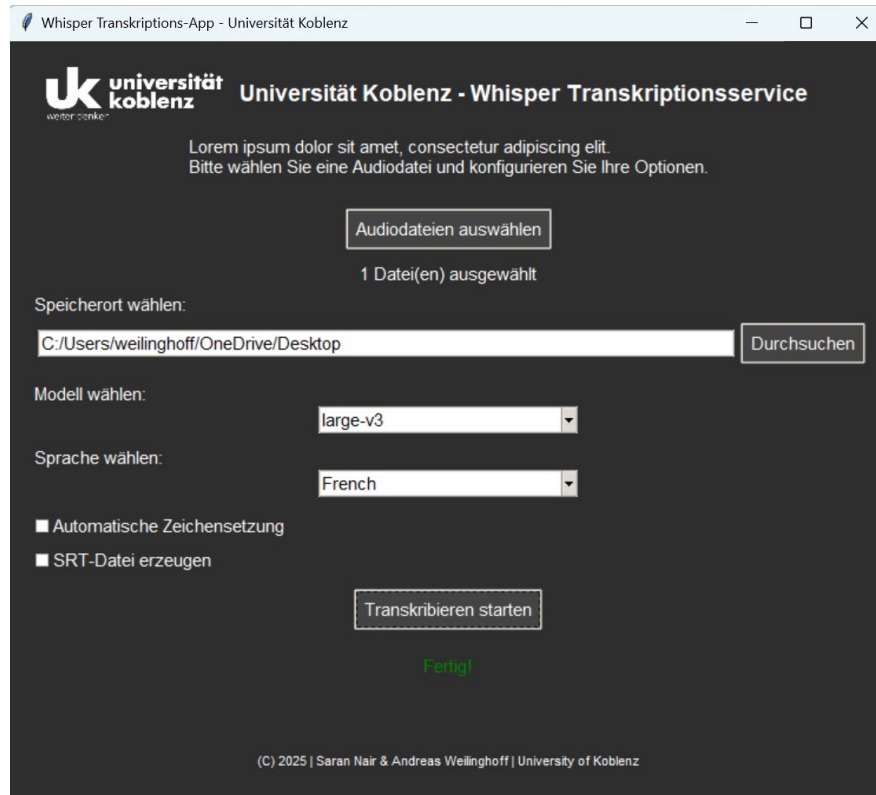 Whisper Transkriptions-App - Universität Koblenz
uk universität
koblenz
weiter denken
Universität Koblenz - Whisper Transkriptionsservice
Lorem ipsum dolor sit amet, consectetur adipiscing elit.
Bitte wählen Sie eine Audiodatei und konfigurieren Sie Ihre Optionen.
Audiodateien auswählen
1 Datei(en) ausgewählt
Speicherort wählen:
C:/Users/weilinghoff/OneDrive/Desktop
Durchsuchen
Modell wählen:
large-v3
Sprache wählen:
French
Automatische Zeichensetzung
SRT-Datei erzeugen
Transkribieren starten
Fertig!
(C) 2025 | Saran Nair & Andreas Weilinghoff | University of Koblenz